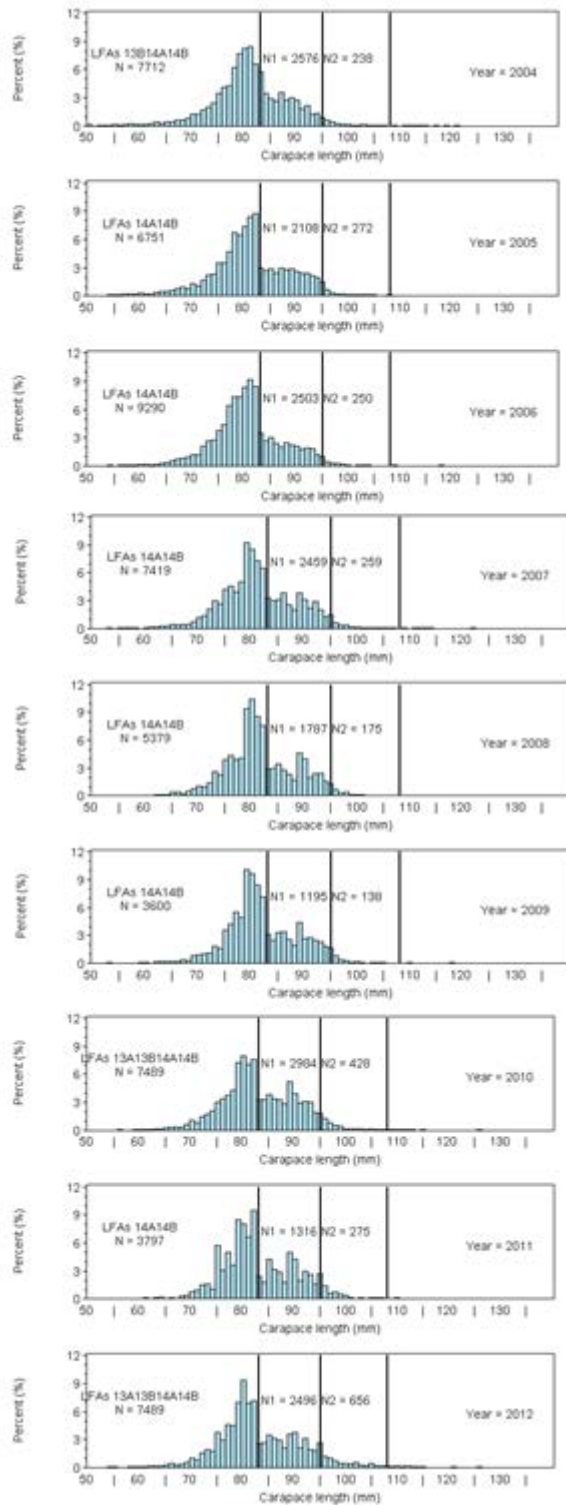 Percent (%)
12
9
6
3
0
LFAs 13B14A14B
N = 7712
N1 = 2576 N2 = 238
Year = 2004
50 | 60 | 70 | 80 | 90 | 100 | 110 | 120 | 130 |
Carapace length (mm)
Percent (%)
12
9
6
3
0
LFAs 14A14B
N = 6751
N1 = 2108 N2 = 272
Year = 2005
50 | 60 | 70 | 80 | 90 | 100 | 110 | 120 | 130 |
Carapace length (mm)
Percent (%)
12
9
6
3
0
LFAs 14A14B
N = 9290
N1 = 2503 N2 = 250
Year = 2006
50 | 60 | 70 | 80 | 90 | 100 | 110 | 120 | 130 |
Carapace length (mm)
Percent (%)
12
9
6
3
0
LFAs 14A14B
N = 7419
N1 = 2459 N2 = 259
Year = 2007
50 | 60 | 70 | 80 | 90 | 100 | 110 | 120 | 130 |
Carapace length (mm)
Percent (%)
12
9
6
3
0
LFAs 14A14B
N = 5379
N1 = 1787 N2 = 175
Year = 2008
50 | 60 | 70 | 80 | 90 | 100 | 110 | 120 | 130 |
Carapace length (mm)
Percent (%)
12
9
6
3
0
LFAs 14A14B
N = 3600
N1 = 1195 N2 = 138
Year = 2009
50 | 60 | 70 | 80 | 90 | 100 | 110 | 120 | 130 |
Carapace length (mm)
Percent (%)
12
9
6
3
0
LFAs 13A13B14A14B
N = 7489
N1 = 2984 N2 = 428
Year = 2010
50 | 60 | 70 | 80 | 90 | 100 | 110 | 120 | 130 |
Carapace length (mm)
Percent (%)
12
9
6
3
0
LFAs 14A14B
N = 3797
N1 = 1316 N2 = 275
Year = 2011
50 | 60 | 70 | 80 | 90 | 100 | 110 | 120 | 130 |
Carapace length (mm)
Percent (%)
12
9
6
3
0
LFAs 13A13B14A14B
N = 7489
N1 = 2496 N2 = 656
Year = 2012
50 | 60 | 70 | 80 | 90 | 100 | 110 | 120 | 130 |
Carapace length (mm)